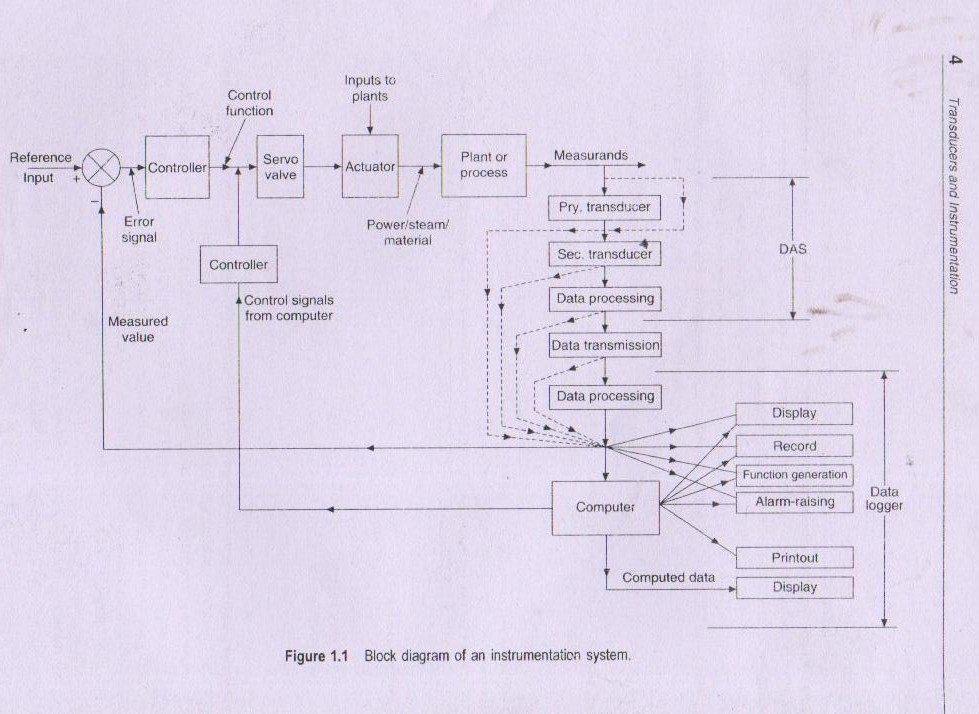 4
Transducers and Instrumentation
Inputs to
plants
Control
function
Reference
Input
+
−
Controller
Servo
valve
Actuator
Plant or
process
Measurands
Error
signal
Power/steam/
material
Pry. transducer
Sec. transducer
DAS
Controller
Control signals
from computer
Measured
value
Data processing
Data transmission
Data processing
Display
Record
Function generation
Alarm-raising
Data
logger
Computer
Printout
Computed data
Display
Figure 1.1 Block diagram of an instrumentation system.